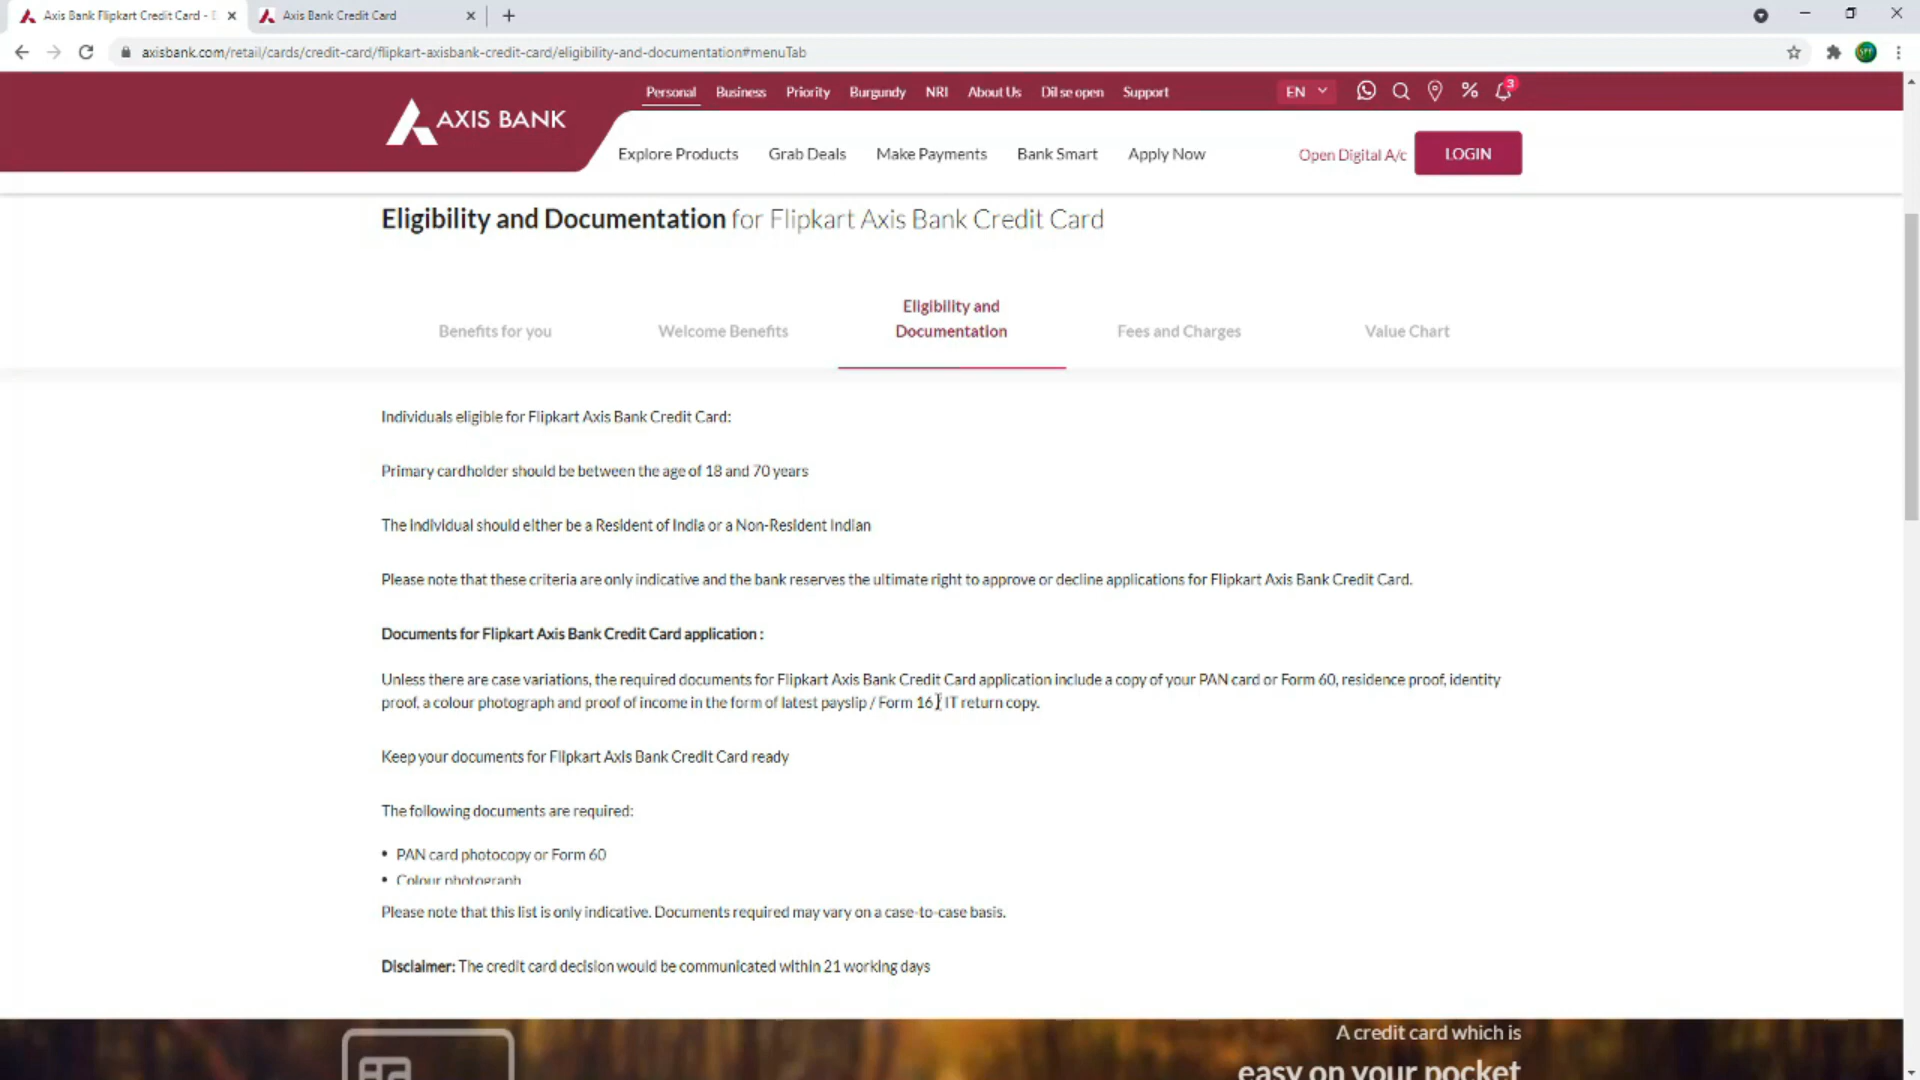 Axis Bank Flipkart Credit Card -
Axis Bank Credit Card
axisbank.com/retail/cards/credit-card/flipkart-axisbank-credit-card/eligibility-and-documentation#menuTab
Personal Business Priority Burgundy NRI About Us Dil se open Support EN 3
AXIS BANK
Explore Products Grab Deals Make Payments Bank Smart Apply Now Open Digital A/c LOGIN
Eligibility and Documentation for Flipkart Axis Bank Credit Card
Benefits for you Welcome Benefits Eligibility and Documentation Fees and Charges Value Chart
Individuals eligible for Flipkart Axis Bank Credit Card:
Primary cardholder should be between the age of 18 and 70 years
The individual should either be a Resident of India or a Non-Resident Indian
Please note that these criteria are only indicative and the bank reserves the ultimate right to approve or decline applications for Flipkart Axis Bank Credit Card.
Documents for Flipkart Axis Bank Credit Card application :
Unless there are case variations, the required documents for Flipkart Axis Bank Credit Card application include a copy of your PAN card or Form 60, residence proof, identity
proof, a colour photograph and proof of income in the form of latest payslip / Form 16 / IT return copy.
Keep your documents for Flipkart Axis Bank Credit Card ready
The following documents are required:
• PAN card photocopy or Form 60
• Colour photograph
Please note that this list is only indicative. Documents required may vary on a case-to-case basis.
Disclaimer: The credit card decision would be communicated within 21 working days
A credit card which is
easy on your pocket